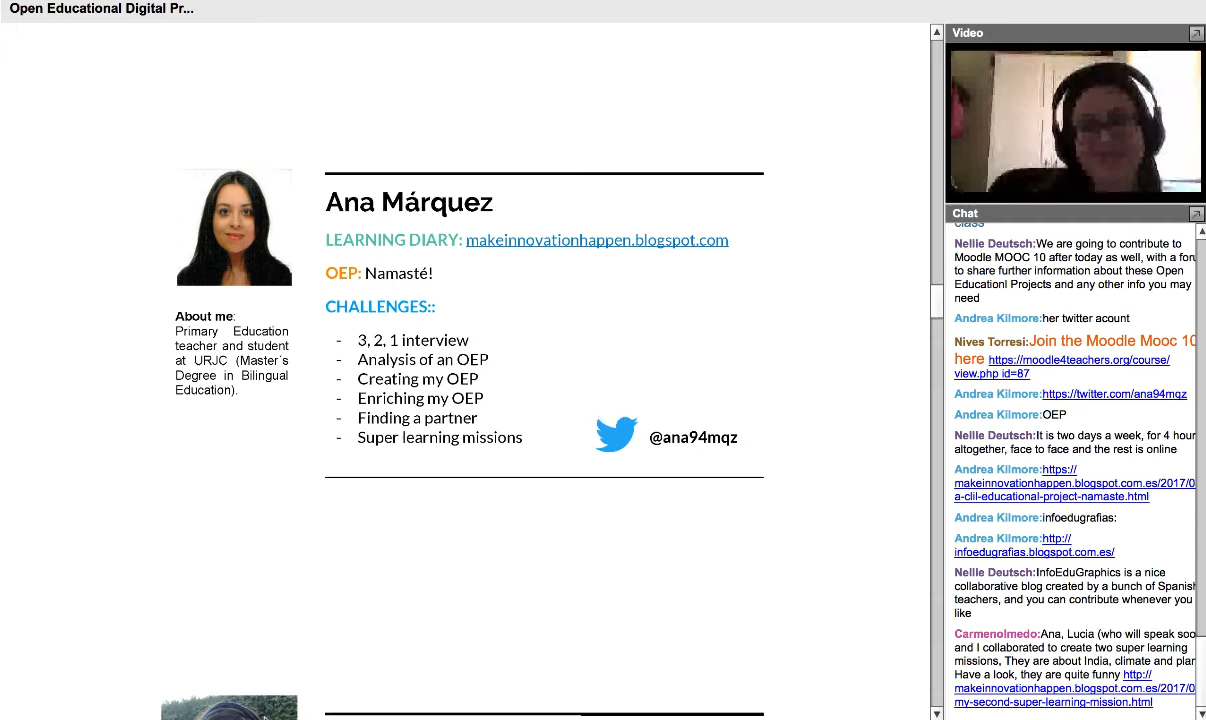 Open Educational Digital Pr...
Ana Márquez
LEARNING DIARY: makeinnovationhappen.blogspot.com
OEP: Namasté!
CHALLENGES::
- 3, 2, 1 interview
- Analysis of an OEP
- Creating my OEP
- Enriching my OEP
- Finding a partner
- Super learning missions
@ana94mqz
About me:
Primary Education
teacher and student
at URJC (Master´s
Degree in Bilingual
Education).
Video
Chat
class
Nellie Deutsch:We are going to contribute to
Moodle MOOC 10 after today as well, with a
to share further information about these Open
Educationl Projects and any other info you may
need
Andrea Kilmore:her twitter acount
Nives Torresi:Join the Moodle Mooc 10
here https://moodle4teachers.org/course/
view.php id=87
Andrea Kilmore:https://twitter.com/ana94mqz
Andrea Kilmore:OEP
Nellie Deutsch:It is two days a week, for 4 hour
altogether, face to face and the rest is online
Andrea Kilmore:https://
makeinnovationhappen.blogspot.com.es/2017/0
a-clil-educational-project-namaste.html
Andrea Kilmore:infoedugrafias:
Andrea Kilmore:http://
infoedugrafias.blogspot.com.es/
Nellie Deutsch:InfoEduGraphics is a nice
collaborative blog created by a bunch of Spanish
teachers, and you can contribute whenever you
like
Carmenolmedo:Ana, Lucia (who will speak soo
and I collaborated to create two super learning
missions, They are about India, climate and plan
Have a look, they are quite funny http://
makeinnovationhappen.blogspot.com.es/2017/0
my-second-super-learning-mission.html